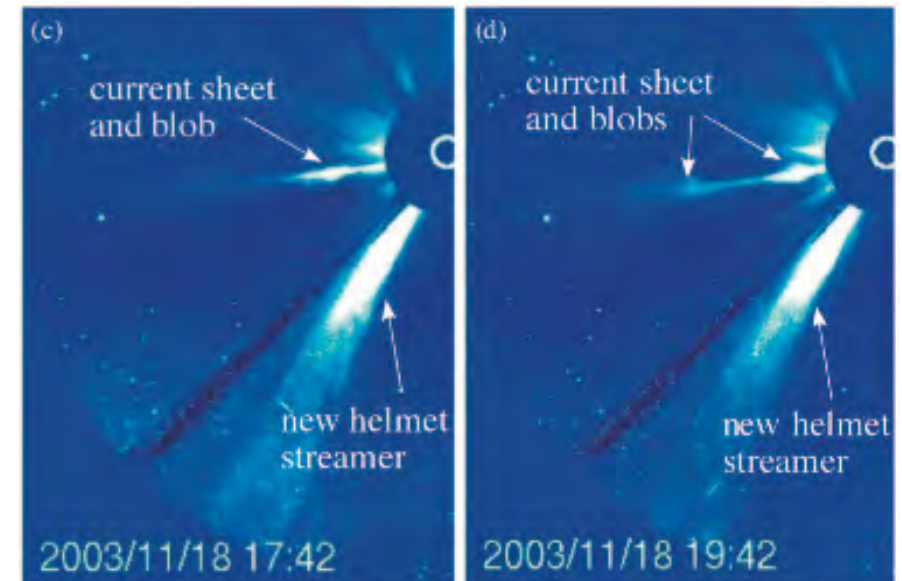 (c)
current sheet
and blob
new helmet
streamer
2003/11/18 17:42
(d)
current sheet
and blobs
new helmet
streamer
2003/11/18 19:42